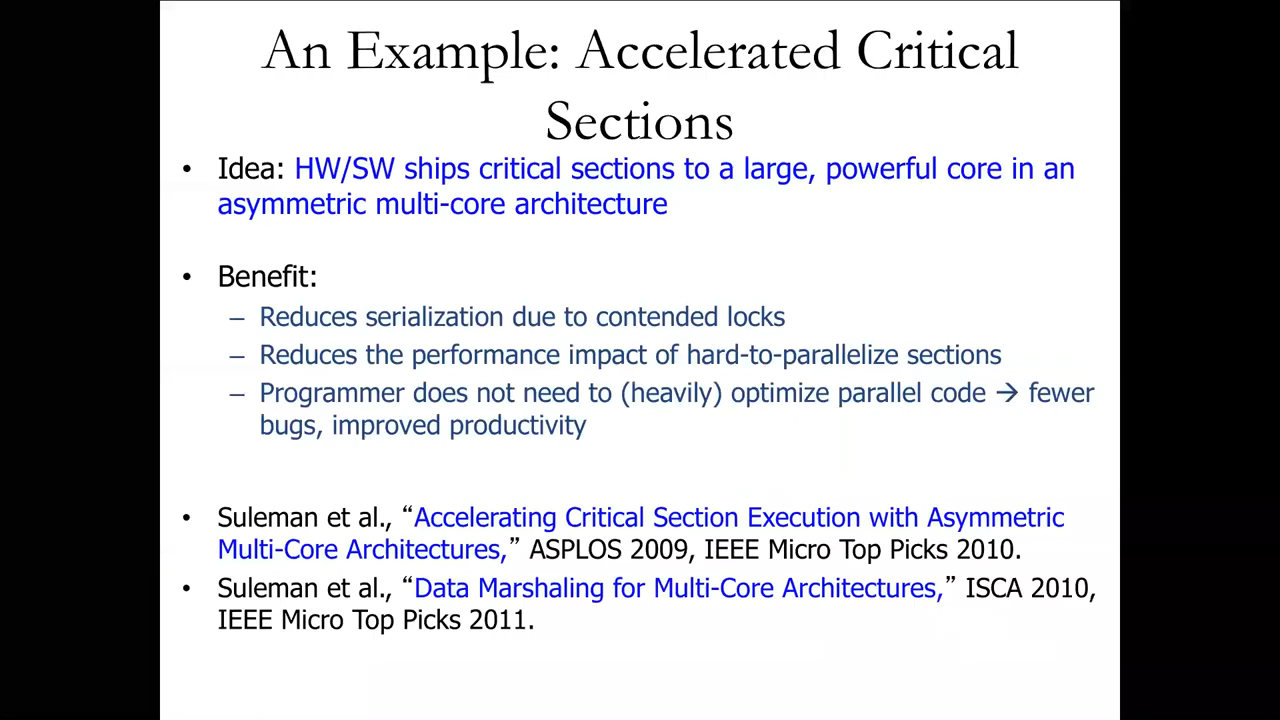 An Example: Accelerated Critical
Sections
• Idea: HW/SW ships critical sections to a large, powerful core in an
asymmetric multi-core architecture
• Benefit:
– Reduces serialization due to contended locks
– Reduces the performance impact of hard-to-parallelize sections
– Programmer does not need to (heavily) optimize parallel code → fewer
bugs, improved productivity
• Suleman et al., “Accelerating Critical Section Execution with Asymmetric
Multi-Core Architectures,” ASPLOS 2009, IEEE Micro Top Picks 2010.
• Suleman et al., “Data Marshaling for Multi-Core Architectures,” ISCA 2010,
IEEE Micro Top Picks 2011.